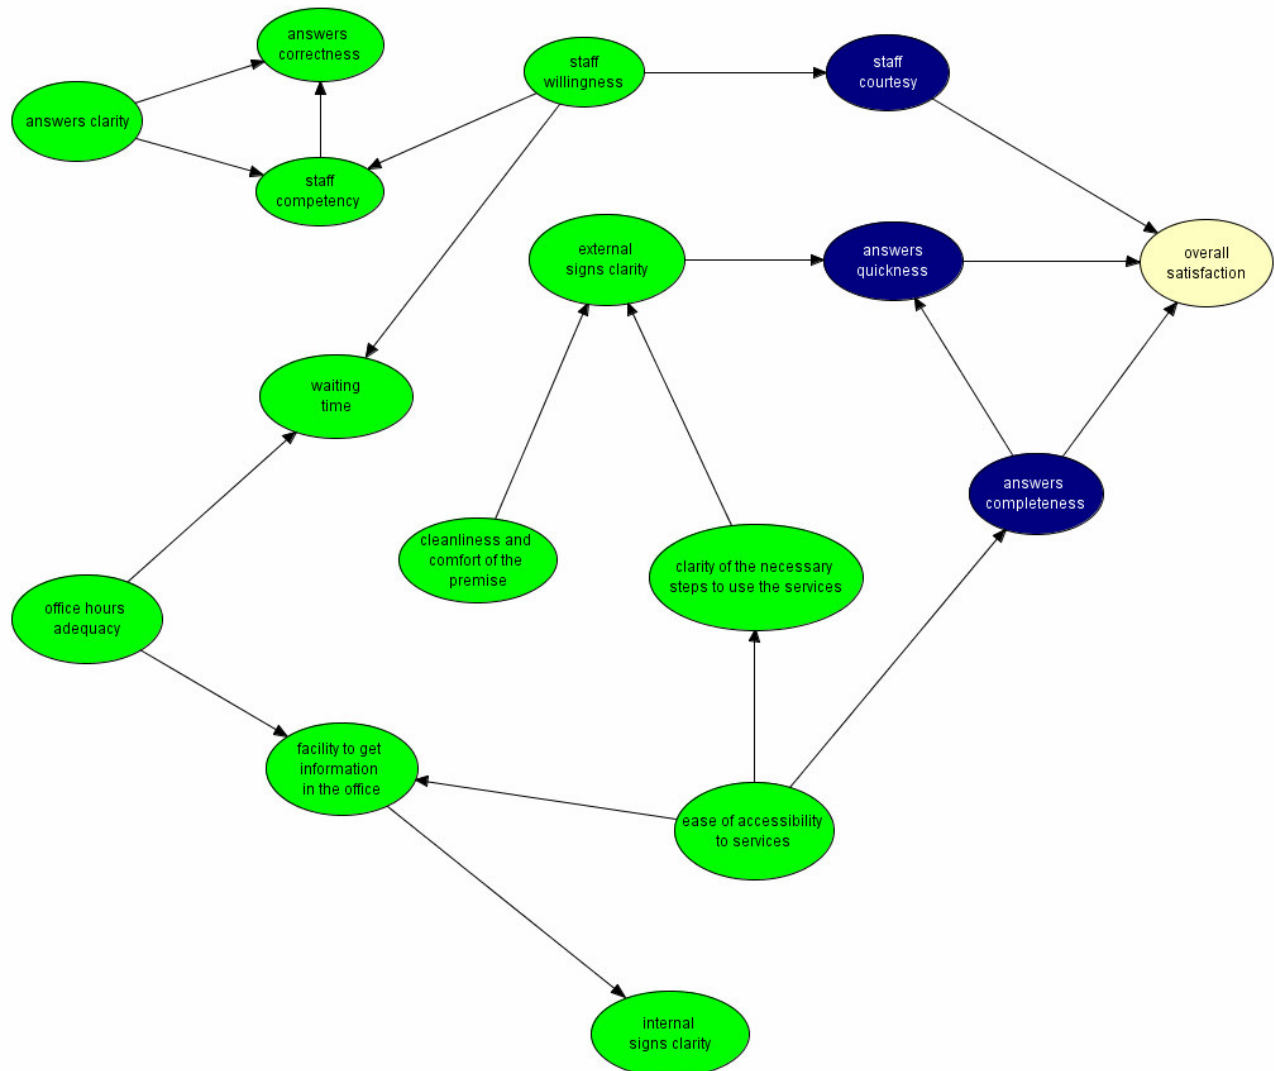 answers
correctness
staff
willingness
staff
courtesy
answers clarity
staff
competency
external
signs clarity
answers
quickness
overall
satisfaction
waiting
time
answers
completeness
cleanliness and
comfort of the
premise
clarity of the necessary
steps to use the services
office hours
adequacy
facility to get
information
in the office
ease of accessibility
to services
internal
signs clarity